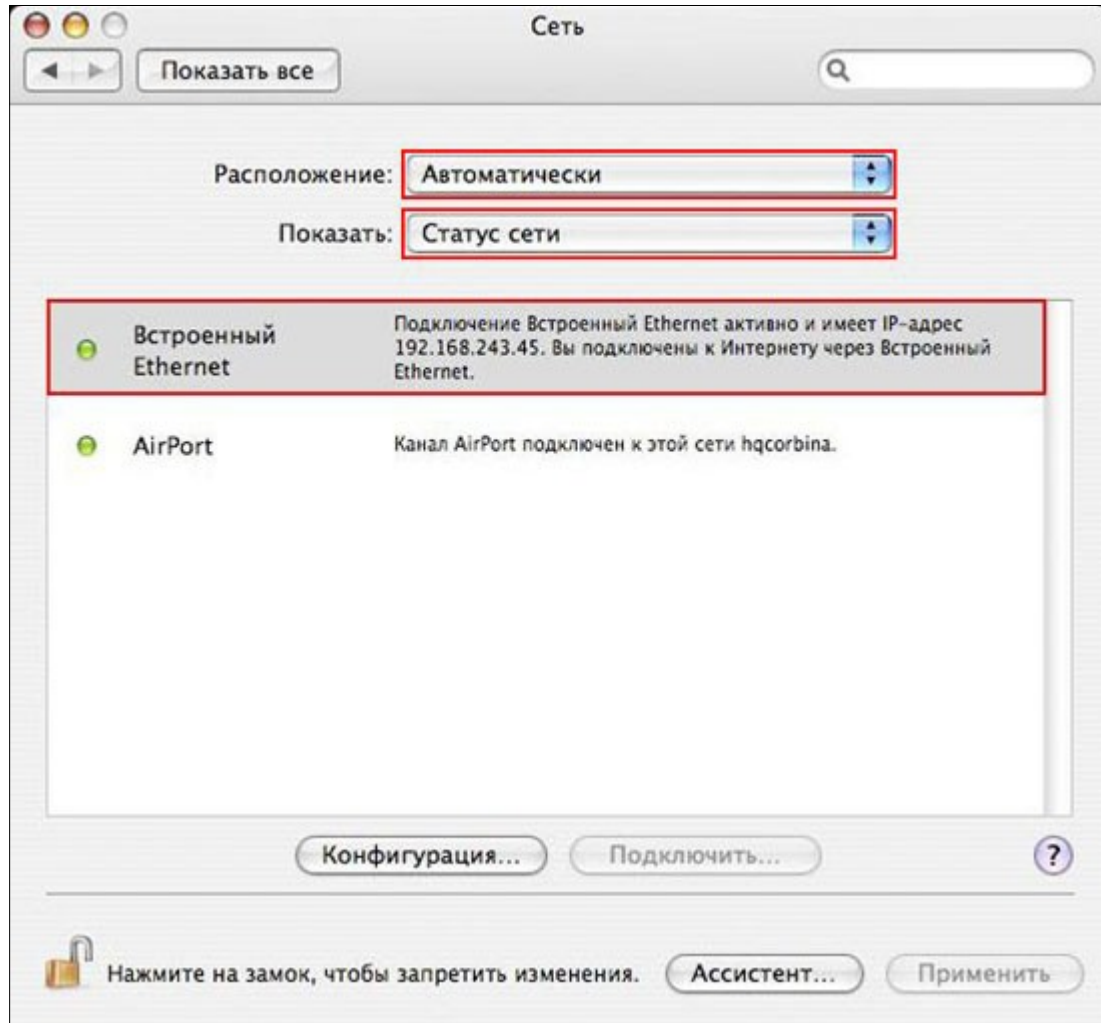 Сеть
Показать все
Расположение: Автоматически
Показать: Статус сети
Встроенный
Ethernet
Подключение Встроенный Ethernet активно и имеет IP-адрес
192.168.243.45. Вы подключены к Интернету через Встроенный
Ethernet.
AirPort
Канал AirPort подключен к этой сети hqcorbina.
Конфигурация... Подключить... ?
Нажмите на замок, чтобы запретить изменения. Ассистент... Применить